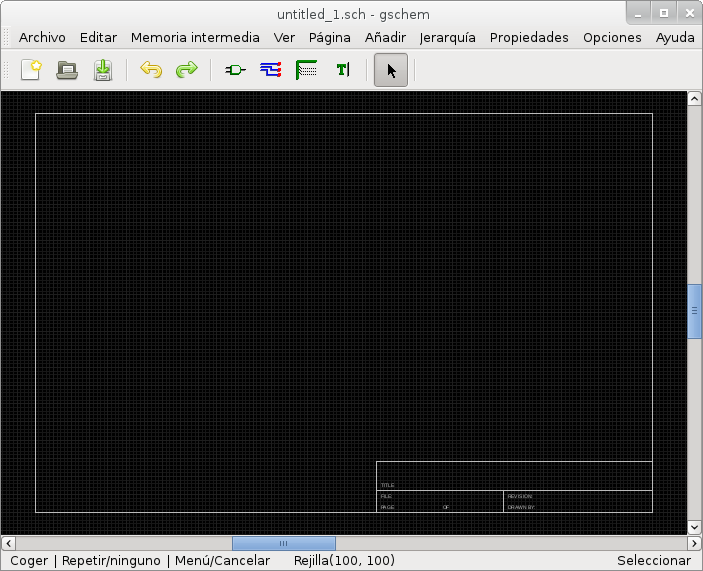 untitled_1.sch - gschem
Archivo Editar Memoria intermedia Ver Página Añadir Jerarquía Propiedades Opciones Ayuda
T
TITLE
FILE: REVISION:
PAGE OF DRAWN BY:
Coger | Repetir/ninguno | Menú/Cancelar Rejilla(100, 100) Seleccionar